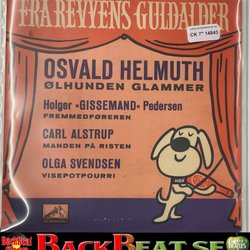 FRA REVYENS GULDALDER
CK 7" 14843
OSVALD HELMUTH
ØLHUNDEN GLAMMER
Holger »GISSEMAND« Pedersen
FREMMEDFØREREN
CARL ALSTRUP
MANDEN PÅ RISTEN
OLGA SVENDSEN
VISEPOTPOURRI
BACKBEAT.SE